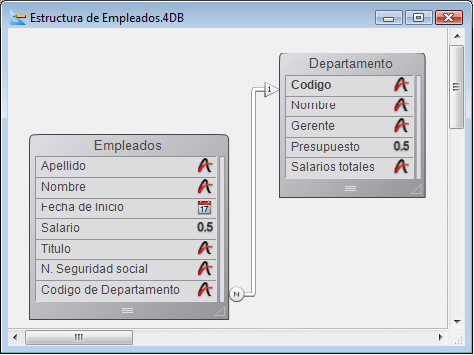 Estructura de Empleados.4DB
Departamento
Codigo
Nombre
Gerente
Presupuesto 0.5
Salarios totales
1
Empleados
Apellido
Nombre
Fecha de Inicio 17
Salario 0.5
Titulo
N. Seguridad social
Codigo de Departamento
N